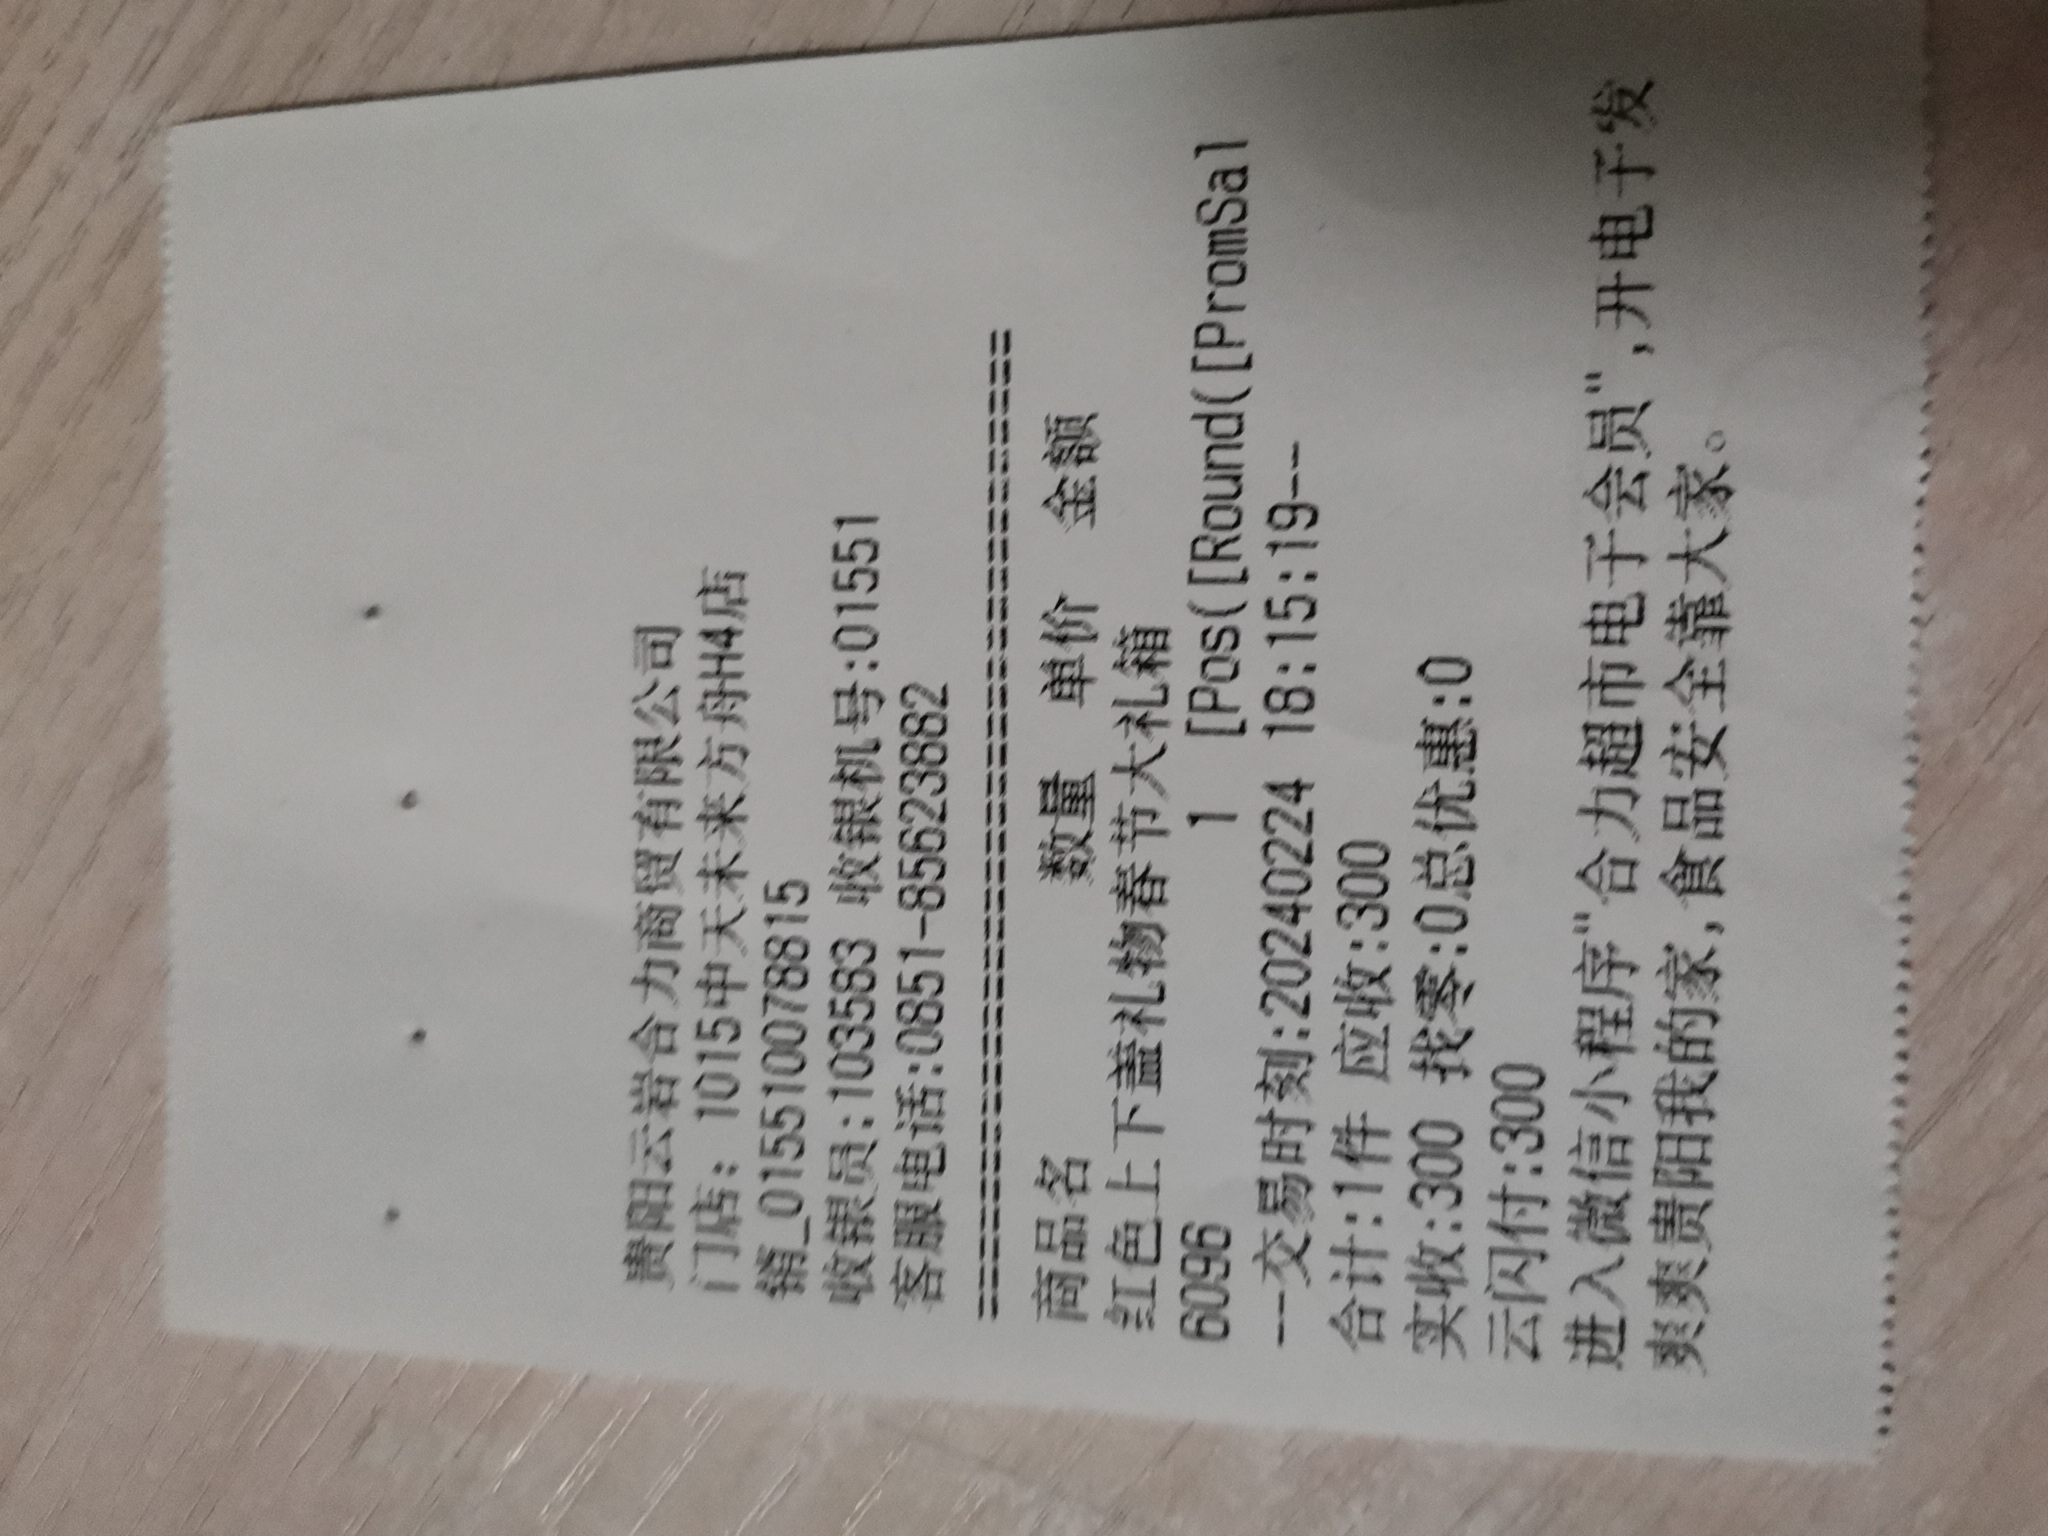 贵阳云岩合力商贸有限公司
门店: 1015中天未来方舟H4店
销_015510078815
收银员:103583 收银机号:01551
客服电话:0851-85623882
========================================
商品名 数量 单价 金额
红色上下盖礼物春节大礼箱
60096 1 [Pos([Round([PromSal
--交易时刻:20240224 18:15:19--
合计:1件 应收:300
实收:300 找零:0总优惠:0
云闪付:300
进入微信小程序"合力超市电子会员",开电子发
爽爽贵阳我的家,食品安全靠大家。